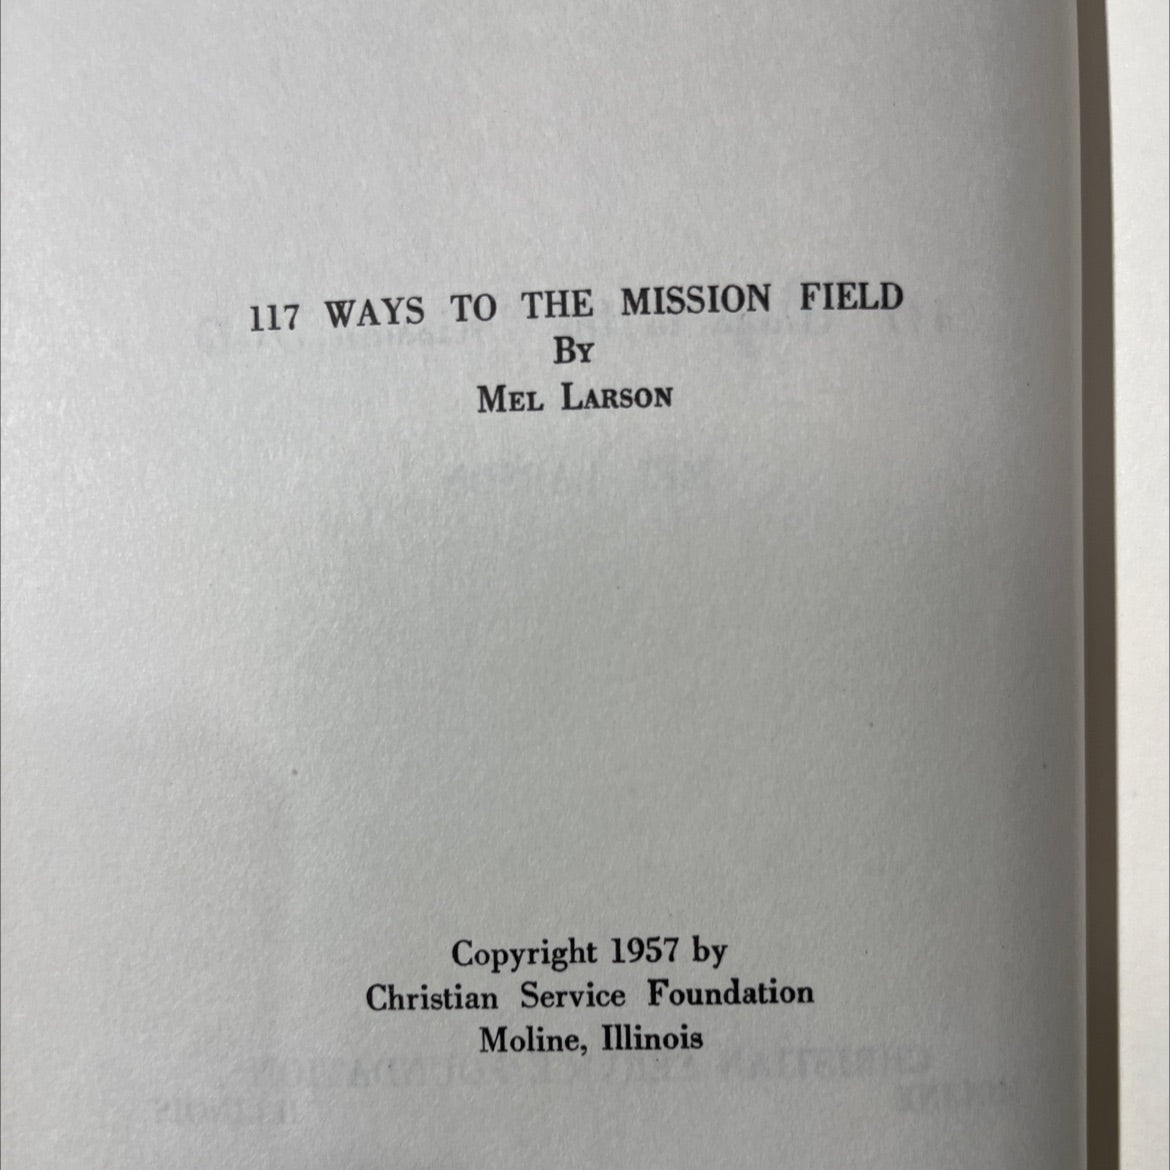 117 WAYS TO THE MISSION FIELD
By
Mel Larson
Copyright 1957 by
Christian Service Foundation
Moline, Illinois